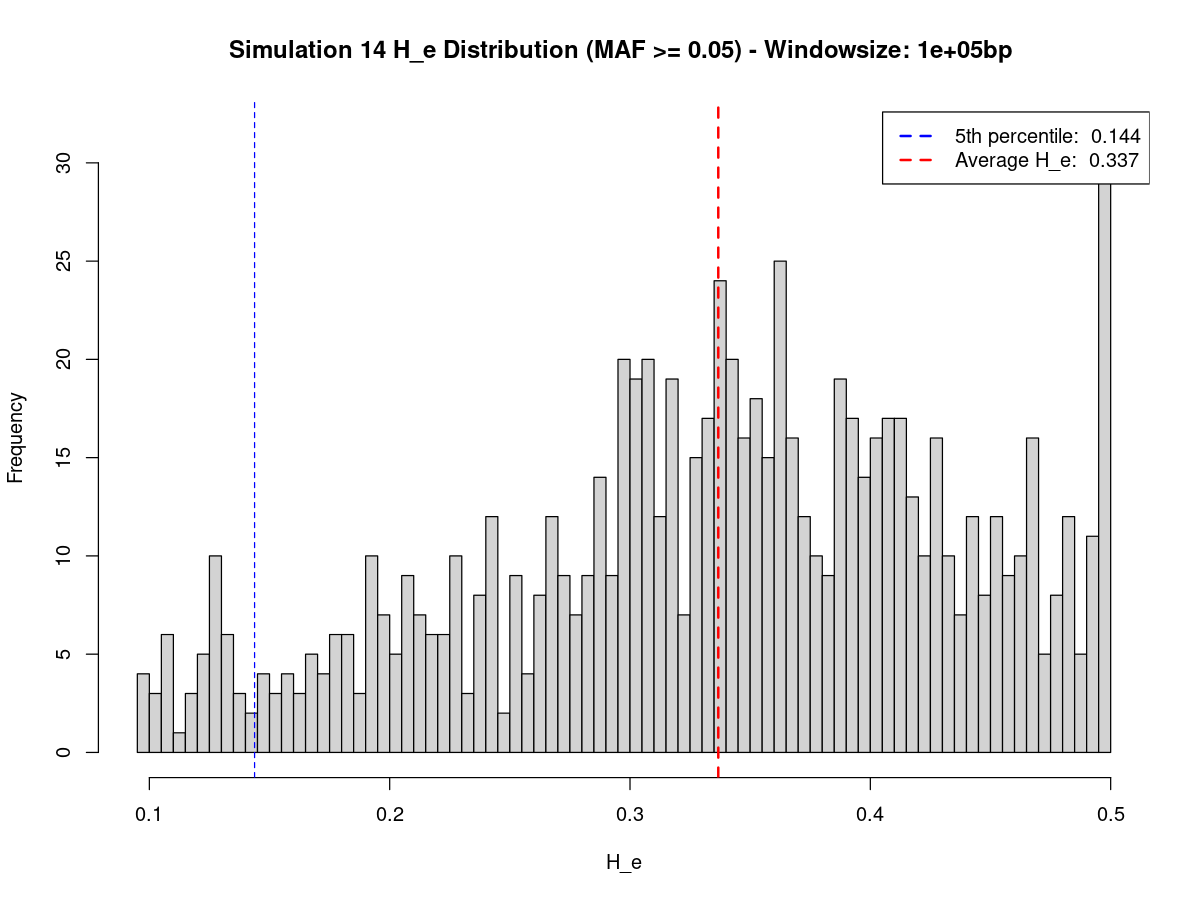 Simulation 14 H_e Distribution (MAF >= 0.05) - Windowsize: 1e+05bp
5th percentile: 0.144
Average H_e: 0.337
Frequency
30
25
20
15
10
5
0
0.1 0.2 0.3 0.4 0.5
H_e